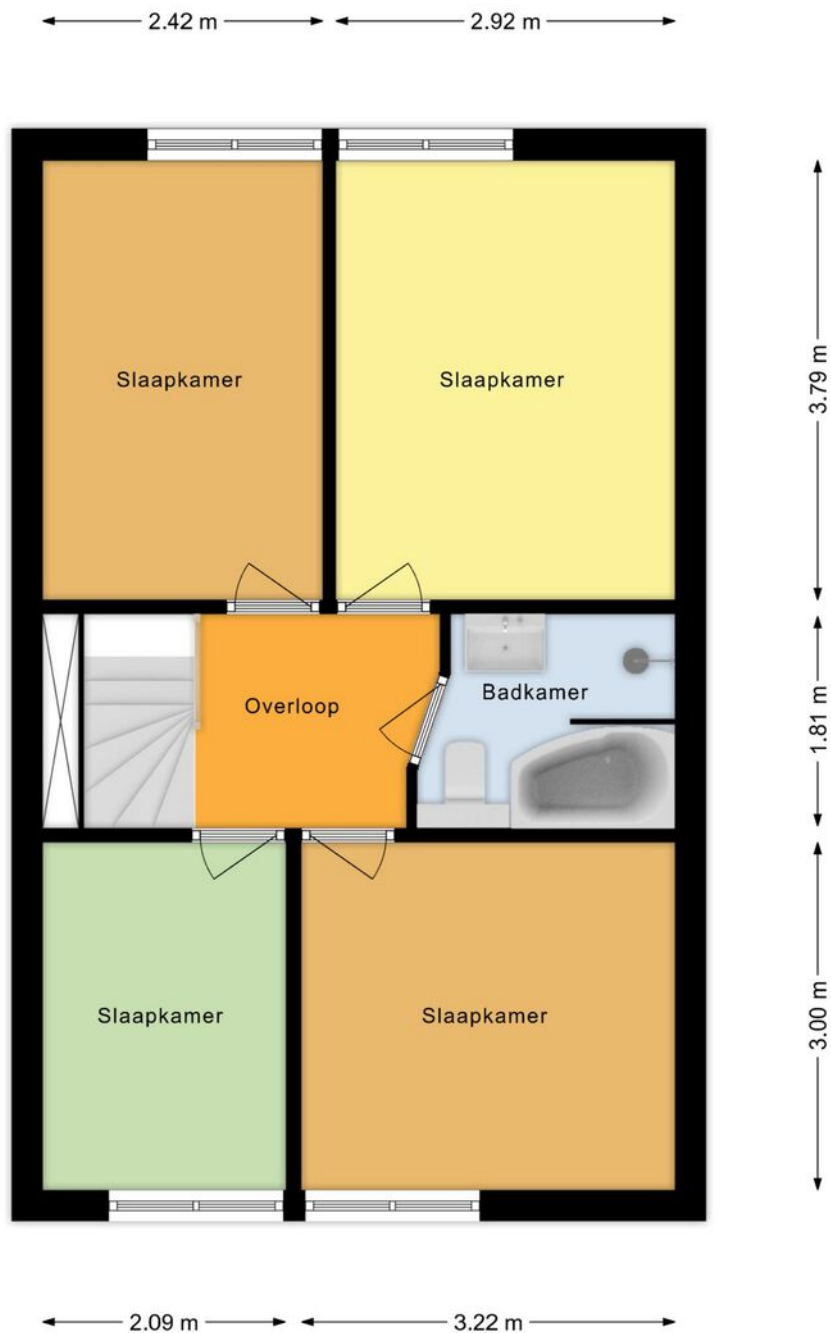 2.42 m
2.92 m
Slaapkamer
Slaapkamer
3.79 m
Overloop
Badkamer
1.81 m
Slaapkamer
Slaapkamer
3.00 m
2.09 m
3.22 m